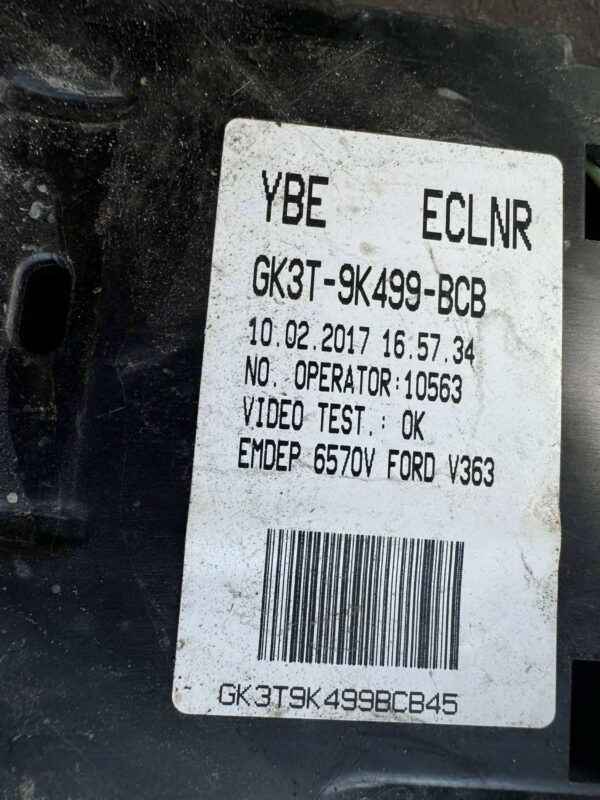 YBE ECLNR
GK3T-9K499-BCB
10.02.2017 16.57.34
NO. OPERATOR:10563
VIDEO TEST.: OK
EMDEP 6570V FORD V363
GK3T9K499BCB45